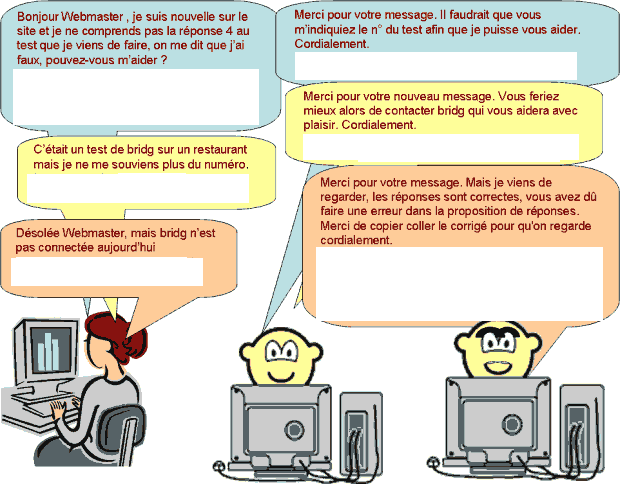 Bonjour Webmaster , je suis nouvelle sur le
site et je ne comprends pas la réponse 4 au
test que je viens de faire, on me dit que j'ai
faux, pouvez-vous m'aider ?
Merci pour votre message. Il faudrait que vous
m'indiquiez le n° du test afin que je puisse vous aider.
Cordialement.
C'était un test de bridg sur un restaurant
mais je ne me souviens plus du numéro.
Merci pour votre nouveau message. Vous feriez
mieux alors de contacter bridg qui vous aidera avec
plaisir. Cordialement.
Désolée Webmaster, mais bridg n'est
pas connectée aujourd'hui
Merci pour votre message. Mais je viens de
regarder, les réponses sont correctes, vous avez dû
faire une erreur dans la proposition de réponses.
Merci de copier coller le corrigé pour qu'on regarde
cordialement.